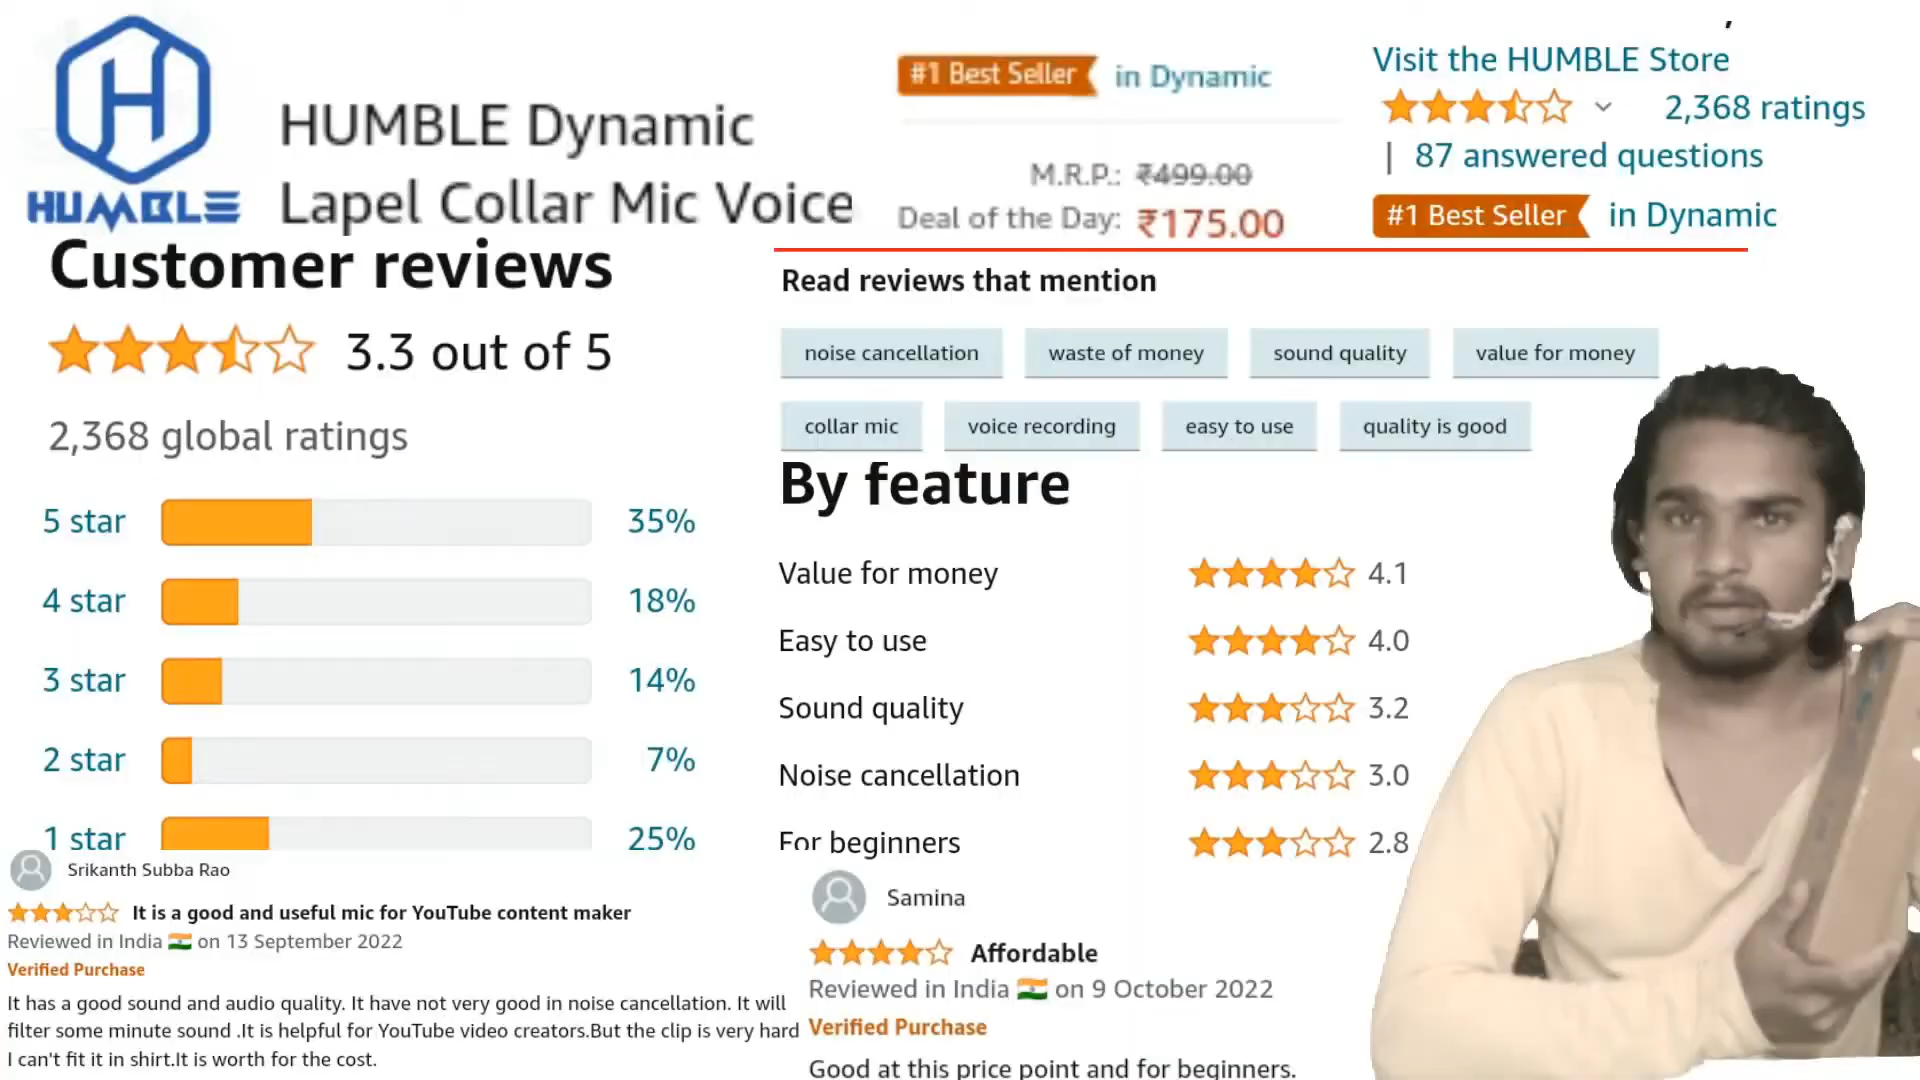 HUMBLE
HUMBLE Dynamic
Lapel Collar Mic Voice
#1 Best Seller in Dynamic
M.R.P.: ₹499.00
Deal of the Day: ₹175.00
Visit the HUMBLE Store
2,368 ratings
| 87 answered questions
#1 Best Seller in Dynamic
Customer reviews
3.3 out of 5
2,368 global ratings
5 star 35%
4 star 18%
3 star 14%
2 star 7%
1 star 25%
Read reviews that mention
noise cancellation waste of money sound quality value for money
collar mic voice recording easy to use quality is good
By feature
Value for money 4.1
Easy to use 4.0
Sound quality 3.2
Noise cancellation 3.0
For beginners 2.8
Srikanth Subba Rao
It is a good and useful mic for YouTube content maker
Reviewed in India 🇮🇳 on 13 September 2022
Verified Purchase
It has a good sound and audio quality. It have not very good in noise cancellation. It will
filter some minute sound .It is helpful for YouTube video creators.But the clip is very hard
I can't fit it in shirt.It is worth for the cost.
Samina
Affordable
Reviewed in India 🇮🇳 on 9 October 2022
Verified Purchase
Good at this price point and for beginners.